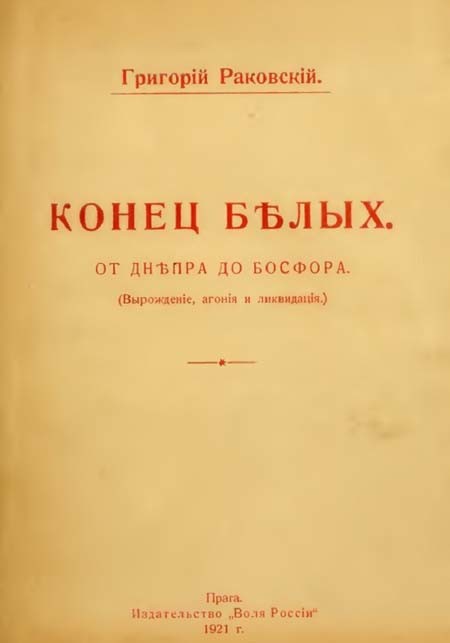 Григорій Раковскій.
КОНЕЦ БѢЛЫХ.
ОТ ДНѢПРА ДО БОСФОРА.
(Вырожденіе, агонія и ликвидація.)
Прага.
Издательство „Воля Россіи“
1921 г.